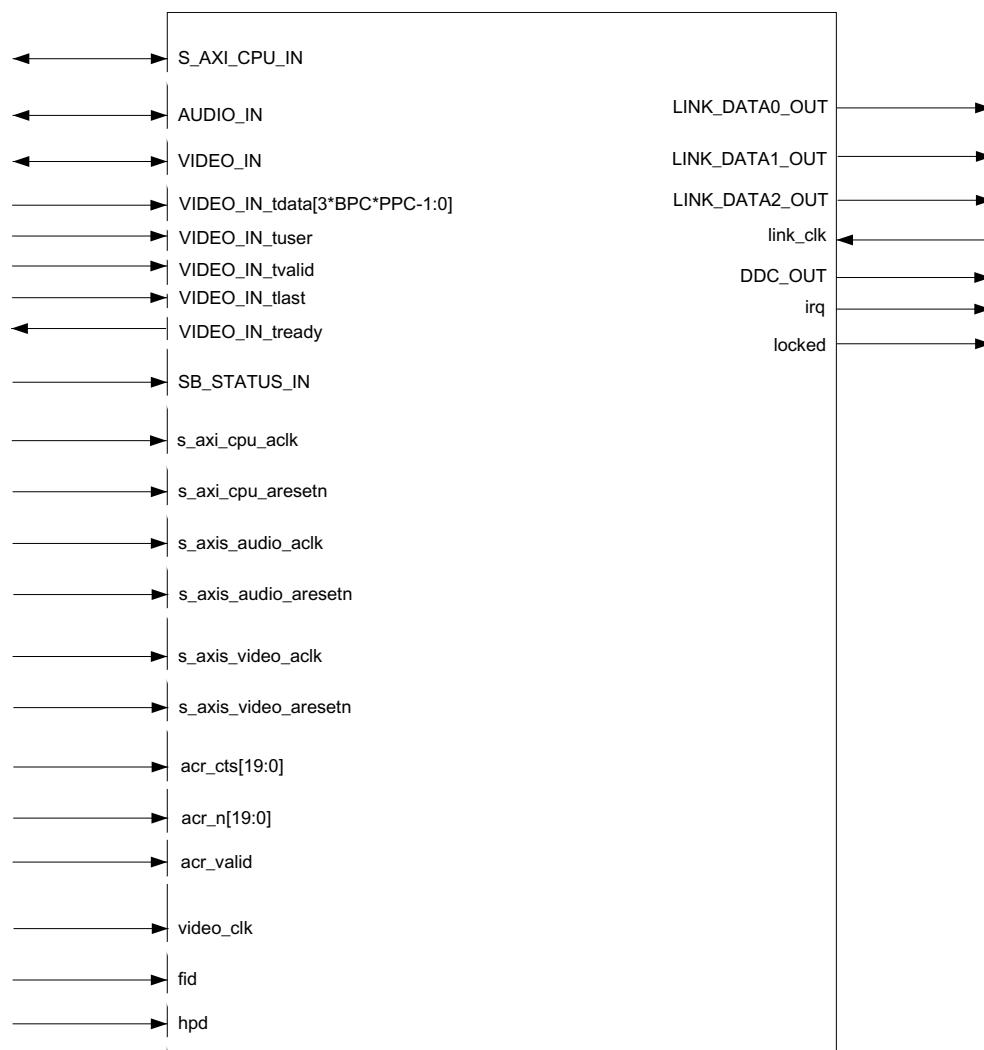 S_AXI_CPU_IN
AUDIO_IN
VIDEO_IN
VIDEO_IN_tdata[3*BPC*PPC-1:0]
VIDEO_IN_tuser
VIDEO_IN_tvalid
VIDEO_IN_tlast
VIDEO_IN_tready
SB_STATUS_IN
s_axi_cpu_aclk
s_axi_cpu_aresetn
s_axis_audio_aclk
s_axis_audio_aresetn
s_axis_video_aclk
s_axis_video_aresetn
acr_cts[19:0]
acr_n[19:0]
acr_valid
video_clk
fid
hpd
LINK_DATA0_OUT
LINK_DATA1_OUT
LINK_DATA2_OUT
link_clk
DDC_OUT
irq
locked